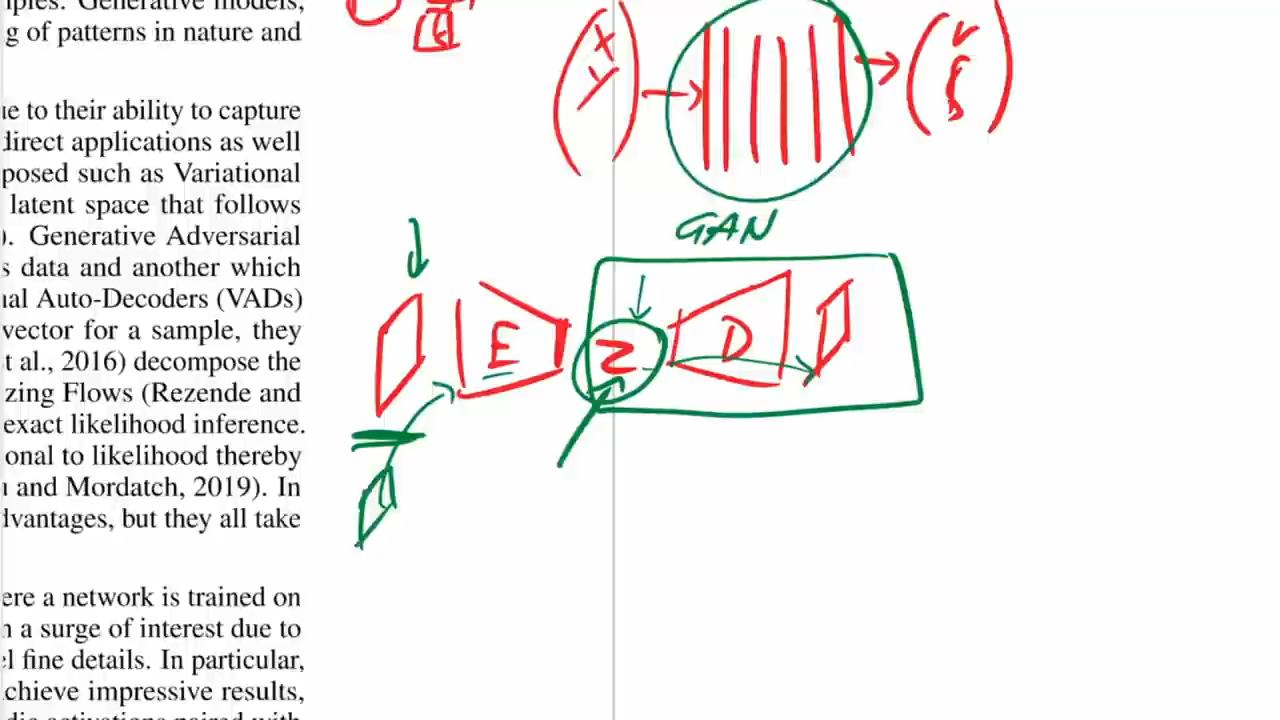 iples. Generative models,
g of patterns in nature and
ue to their ability to capture
direct applications as well
posed such as Variational
latent space that follows
). Generative Adversarial
s data and another which
nal Auto-Decoders (VADs)
vector for a sample, they
t al., 2016) decompose the
zing Flows (Rezende and
exact likelihood inference.
onal to likelihood thereby
and Mordatch, 2019). In
dvantages, but they all take
ere a network is trained on
a surge of interest due to
el fine details. In particular,
chieve impressive results,
dic activations paired with
X
Y
GAN
E
Z
D